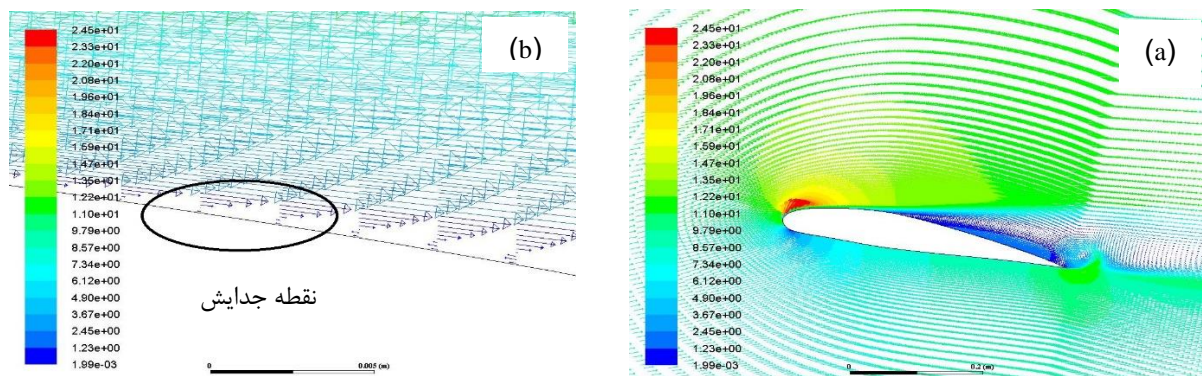 (b)
2.45e+01
2.33e+01
2.20e+01
2.08e+01
1.96e+01
1.84e+01
1.71e+01
1.59e+01
1.47e+01
1.35e+01
1.22e+01
1.10e+01
9.79e+00
8.57e+00
7.34e+00
6.12e+00
4.90e+00
3.67e+00
2.45e+00
1.23e+00
1.99e-03
نقطه جدایش
0
0.005 (m)
(a)
2.45e+01
2.33e+01
2.20e+01
2.08e+01
1.96e+01
1.84e+01
1.71e+01
1.59e+01
1.47e+01
1.35e+01
1.22e+01
1.10e+01
9.79e+00
8.57e+00
7.34e+00
6.12e+00
4.90e+00
3.67e+00
2.45e+00
1.23e+00
1.99e-03
0
0.2 (m)